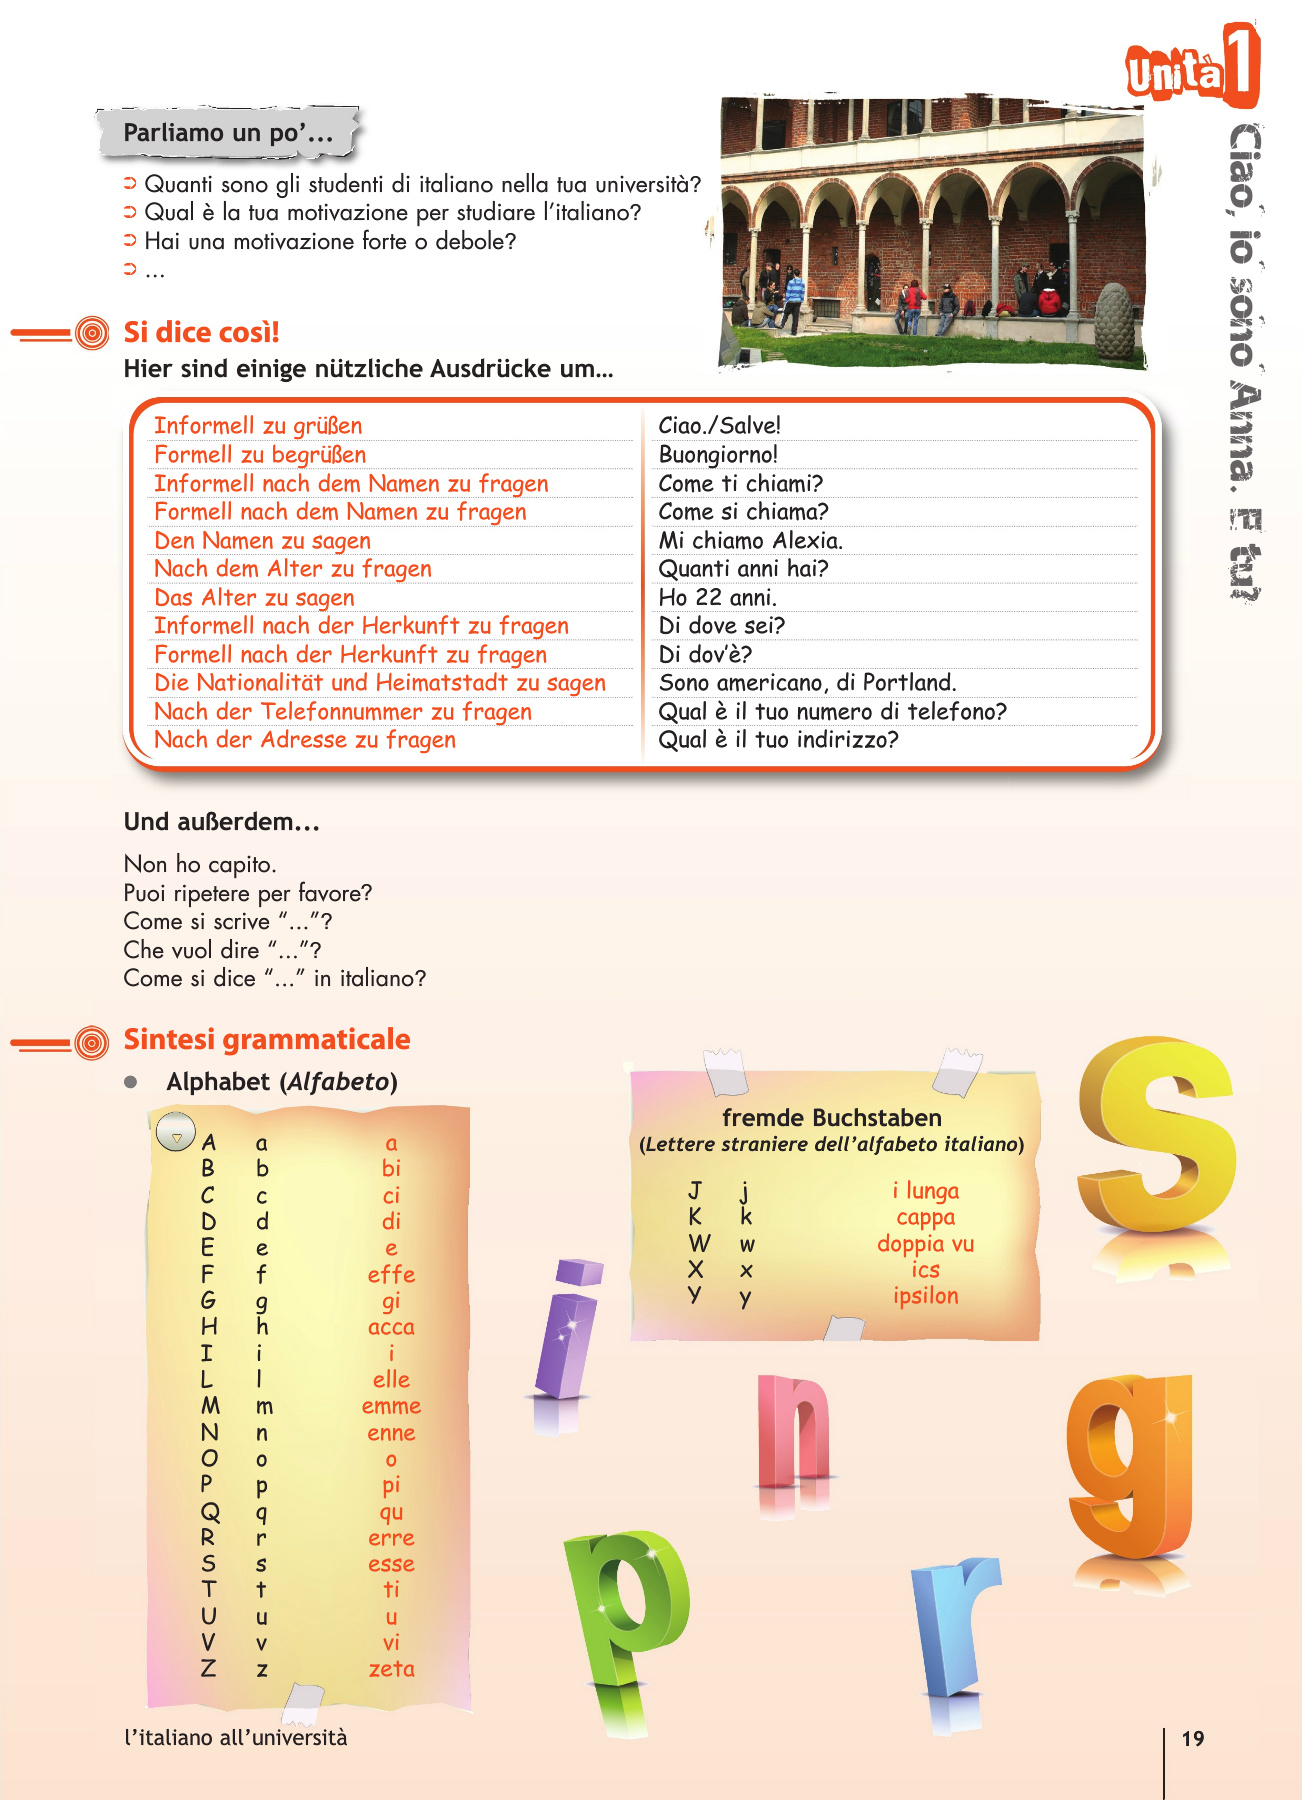 Unità 1
Ciao, io sono Anna. E tu?
Parliamo un po’...
➲ Quanti sono gli studenti di italiano nella tua università?
➲ Qual è la tua motivazione per studiare l’italiano?
➲ Hai una motivazione forte o debole?
➲ ...
Si dice così!
Hier sind einige nützliche Ausdrücke um...
Informell zu grüßen Ciao./Salve!
Formell zu begrüßen Buongiorno!
Informell nach dem Namen zu fragen Come ti chiami?
Formell nach dem Namen zu fragen Come si chiama?
Den Namen zu sagen Mi chiamo Alexia.
Nach dem Alter zu fragen Quanti anni hai?
Das Alter zu sagen Ho 22 anni.
Informell nach der Herkunft zu fragen Di dove sei?
Formell nach der Herkunft zu fragen Di dov’è?
Die Nationalität und Heimatstadt zu sagen Sono americano, di Portland.
Nach der Telefonnummer zu fragen Qual è il tuo numero di telefono?
Nach der Adresse zu fragen Qual è il tuo indirizzo?
Und außerdem...
Non ho capito.
Puoi ripetere per favore?
Come si scrive “...”?
Che vuol dire “...”?
Come si dice “...” in italiano?
Sintesi grammaticale
● Alphabet (Alfabeto)
A a a
B b bi
C c ci
D d di
E e e
F f effe
G g gi
H h acca
I i i
L l elle
M m emme
N n enne
O o o
P p pi
Q q qu
R r erre
S s esse
T t ti
U u u
V v vi
Z z zeta
fremde Buchstaben
(Lettere straniere dell’alfabeto italiano)
J j i lunga
K k cappa
W w doppia vu
X x ics
Y y ipsilon
S
i
n
g
p
r
l’italiano all’università
19